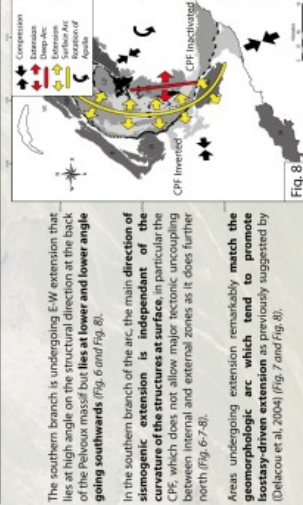 The southern branch is undergoing E-W extension that
lies at high angle on the structural direction at the back
of the Pelvoux massif but lies at lower and lower angle
going southwards (Fig. 6 and Fig. 8).
In the southern branch of the arc, the main direction of
sismogenic extension is independant of the
curvature of the structures at surface, in particular the
CPF, which does not allow major tectonic uncoupling
between internal and external zones as it does further
north (Fig. 6-7-8).
Areas undergoing extension remarkably match the
geomorphologic arc which tend to promote
isostasy-driven extension as previously suggested by
(Delacou et al, 2004) (Fig. 7 and Fig. 8).
Compression
Extension
Deep-Arc
Extension
Surface Arc
Rotation of
Apulia
CPF Inactivated
CPF Inverted
Fig. 8